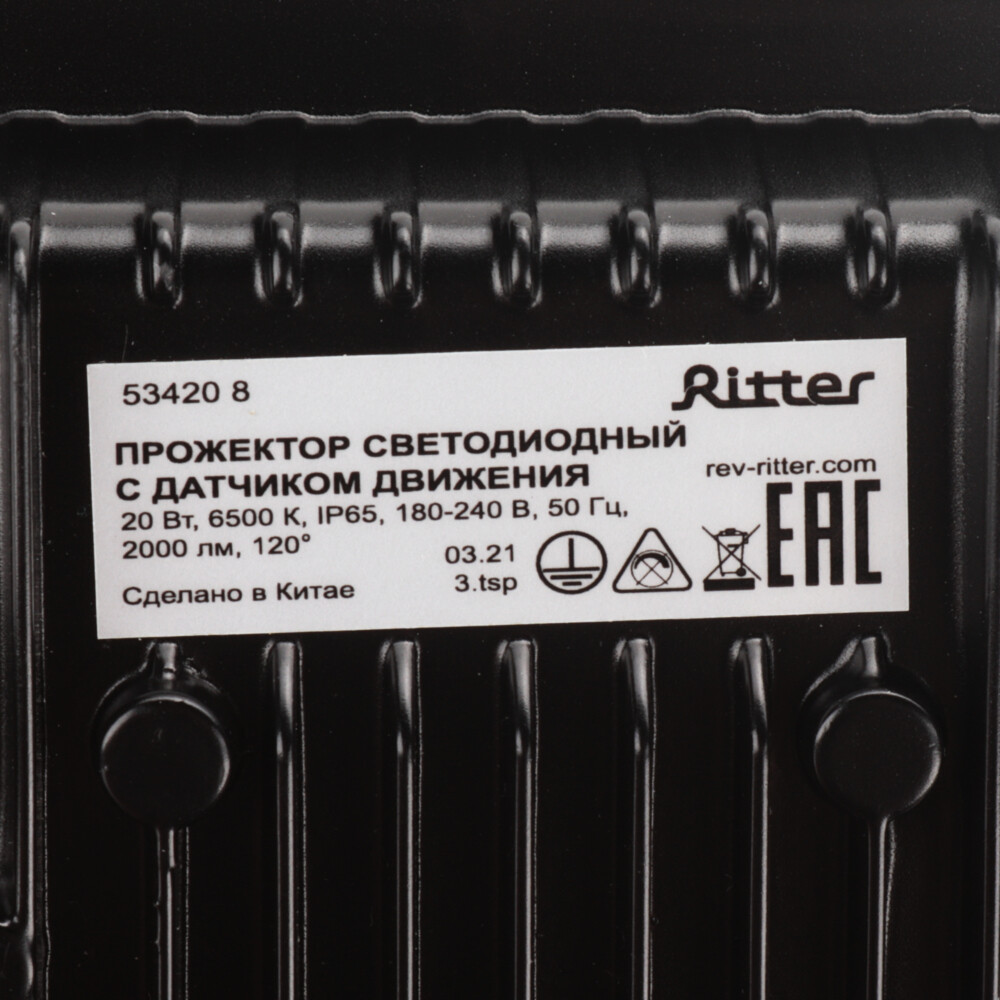 53420 8
Ritter
ПРОЖЕКТОР СВЕТОДИОДНЫЙ
С ДАТЧИКОМ ДВИЖЕНИЯ
rev-ritter.com
20 Вт, 6500 К, IP65, 180-240 В, 50 Гц,
2000 лм, 120°
03.21
3.tsp
EAC
Сделано в Китае